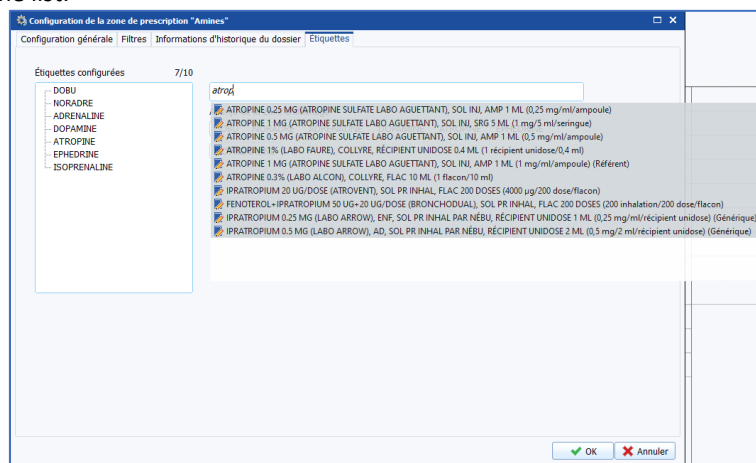 Configuration de la zone de prescription "Amines"
Configuration générale Filtres Informations d'historique du dossier Étiquettes
Étiquettes configurées 7/10
DOBU
NORADRE
ADRENALINE
DOPAMINE
ATROPINE
EPHEDRINE
ISOPRENALINE
atrop
ATROPINE 0.25 MG (ATROPINE SULFATE LABO AGUETTANT), SOL INJ, AMP 1 ML (0,25 mg/ml/ampoule)
ATROPINE 1 MG (ATROPINE SULFATE LABO AGUETTANT), SOL INJ, SRG 5 ML (1 mg/5 ml/seringue)
ATROPINE 0.5 MG (ATROPINE SULFATE LABO AGUETTANT), SOL INJ, AMP 1 ML (0,5 mg/ml/ampoule)
ATROPINE 1% (LABO FAURE), COLLYRE, RÉCIPIENT UNIDOSE 0.4 ML (1 récipient unidose/0,4 ml)
ATROPINE 1 MG (ATROPINE SULFATE LABO AGUETTANT), SOL INJ, AMP 1 ML (1 mg/ml/ampoule) (Référent)
ATROPINE 0.3% (LABO ALCON), COLLYRE, FLAC 10 ML (1 flacon/10 ml)
IPRATROPIUM 20 UG/DOSE (ATROVENT), SOL PR INHAL, FLAC 200 DOSES (4000 µg/200 dose/flacon)
FENOTEROL+IPRATROPIUM 50 UG+20 UG/DOSE (BRONCHODUAL), SOL PR INHAL, FLAC 200 DOSES (200 inhalation/200 dose/flacon)
IPRATROPIUM 0.25 MG (LABO ARROW), ENF, SOL PR INHAL PAR NÉBU, RÉCIPIENT UNIDOSE 1 ML (0,25 mg/ml/récipient unidose) (Générique)
IPRATROPIUM 0.5 MG (LABO ARROW), AD, SOL PR INHAL PAR NÉBU, RÉCIPIENT UNIDOSE 2 ML (0,5 mg/2 ml/récipient unidose) (Générique)
OK Annuler